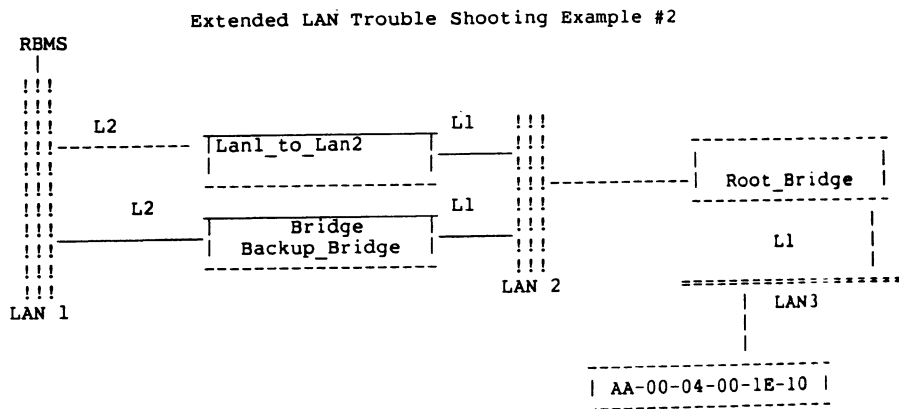 Extended LAN Trouble Shooting Example #2
RBMS
L2
Lan1_to_Lan2
L1
Root_Bridge
L2
Bridge
Backup_Bridge
L1
L1
LAN 1
LAN 2
LAN3
AA-00-04-00-1E-10